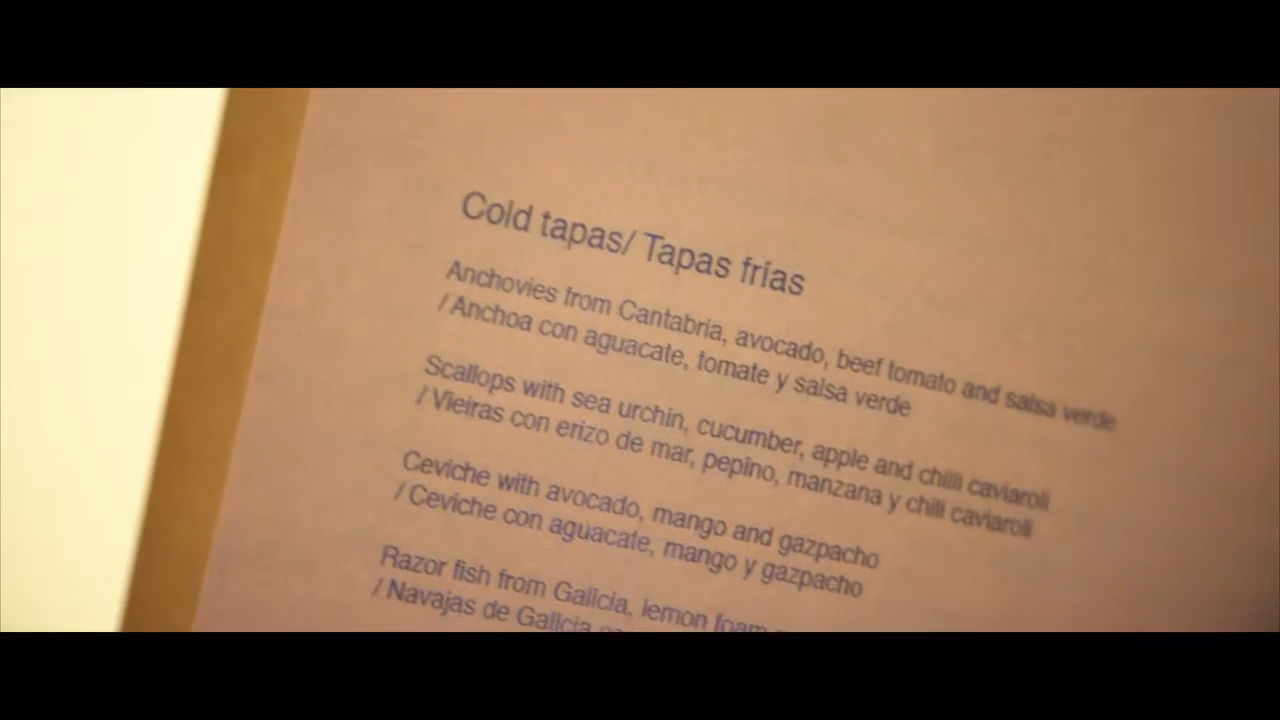 Cold tapas/ Tapas frías
Anchovies from Cantabria, avocado, beef tomato and salsa verde
/ Anchoa con aguacate, tomate y salsa verde
Scallops with sea urchin, cucumber, apple and chilli caviaroli
/ Vieiras con erizo de mar, pepino, manzana y chili caviaroli
Ceviche with avocado, mango and gazpacho
/ Ceviche con aguacate, mango y gazpacho
Razor fish from Galicia, lemon foam
/ Navajas de Galicia